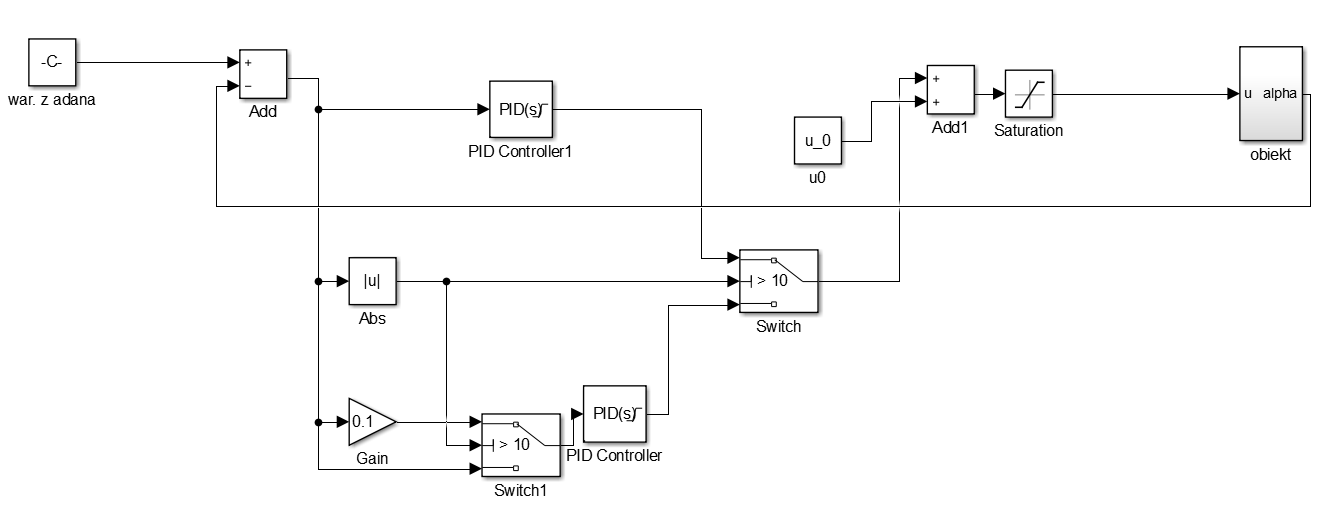 -C-
war. z adana
+
−
Add
PID(s)
PID Controller1
u_0
u0
+
+
Add1
Saturation
u alpha
obiekt
|u|
Abs
> 10
Switch
0.1
Gain
> 10
Switch1
PID(s)
PID Controller